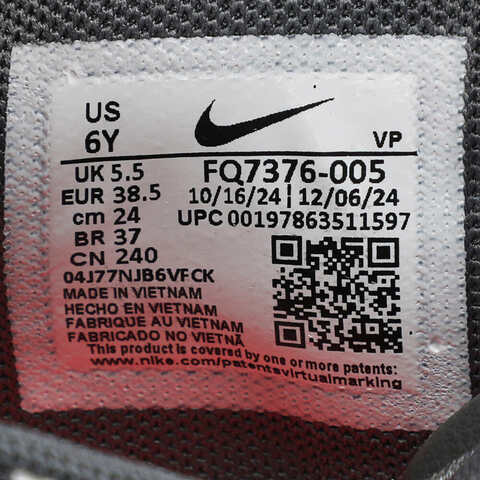 US
6Y
VP
UK 5.5
FQ7376-005
EUR 38.5
10/16/24 | 12/06/24
cm 24
UPC 00197863511597
BR 37
CN 240
04J77NJB6VFCK
MADE IN VIETNAM
HECHO EN VIETNAM
FABRIQUE AU VIETNAM
FABRICADO NO VIETNÃ
This product is covered by one or more patents:
www.nike.com/patentsvirtualmarking